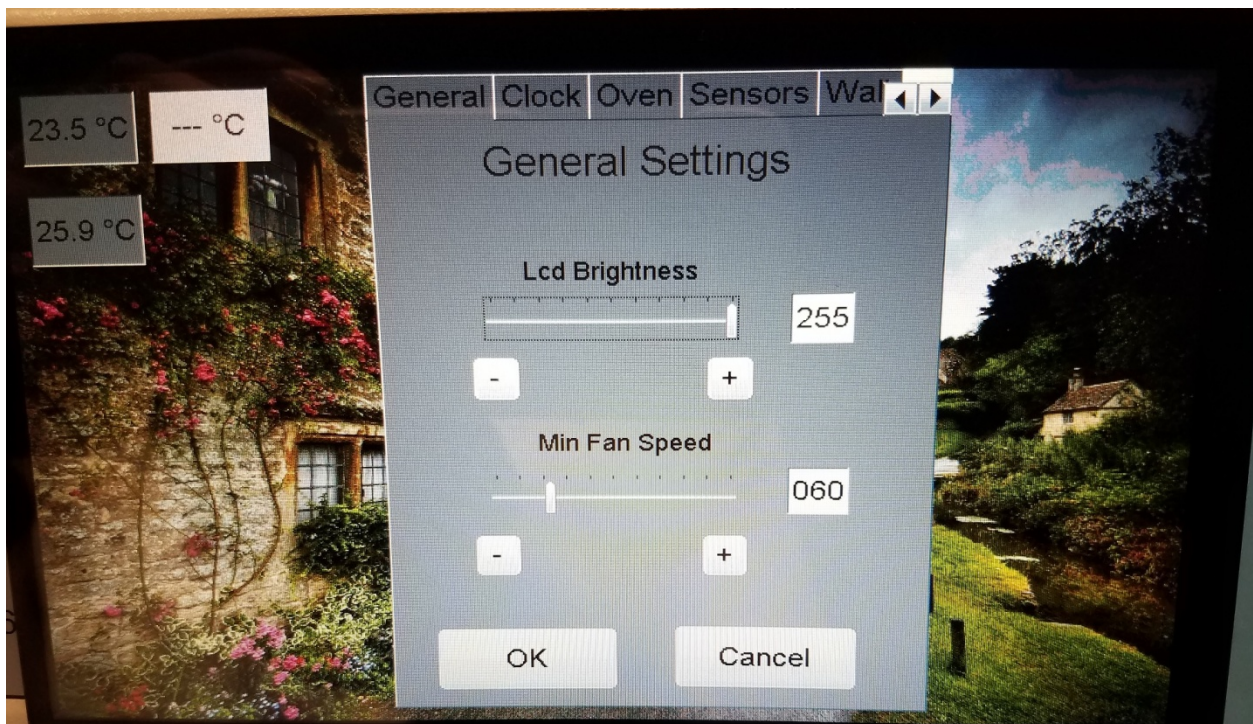 23.5 °C
--- °C
25.9 °C
General Clock Oven Sensors
General Settings
Lcd Brightness
255
- +
Min Fan Speed
060
- +
OK Cancel